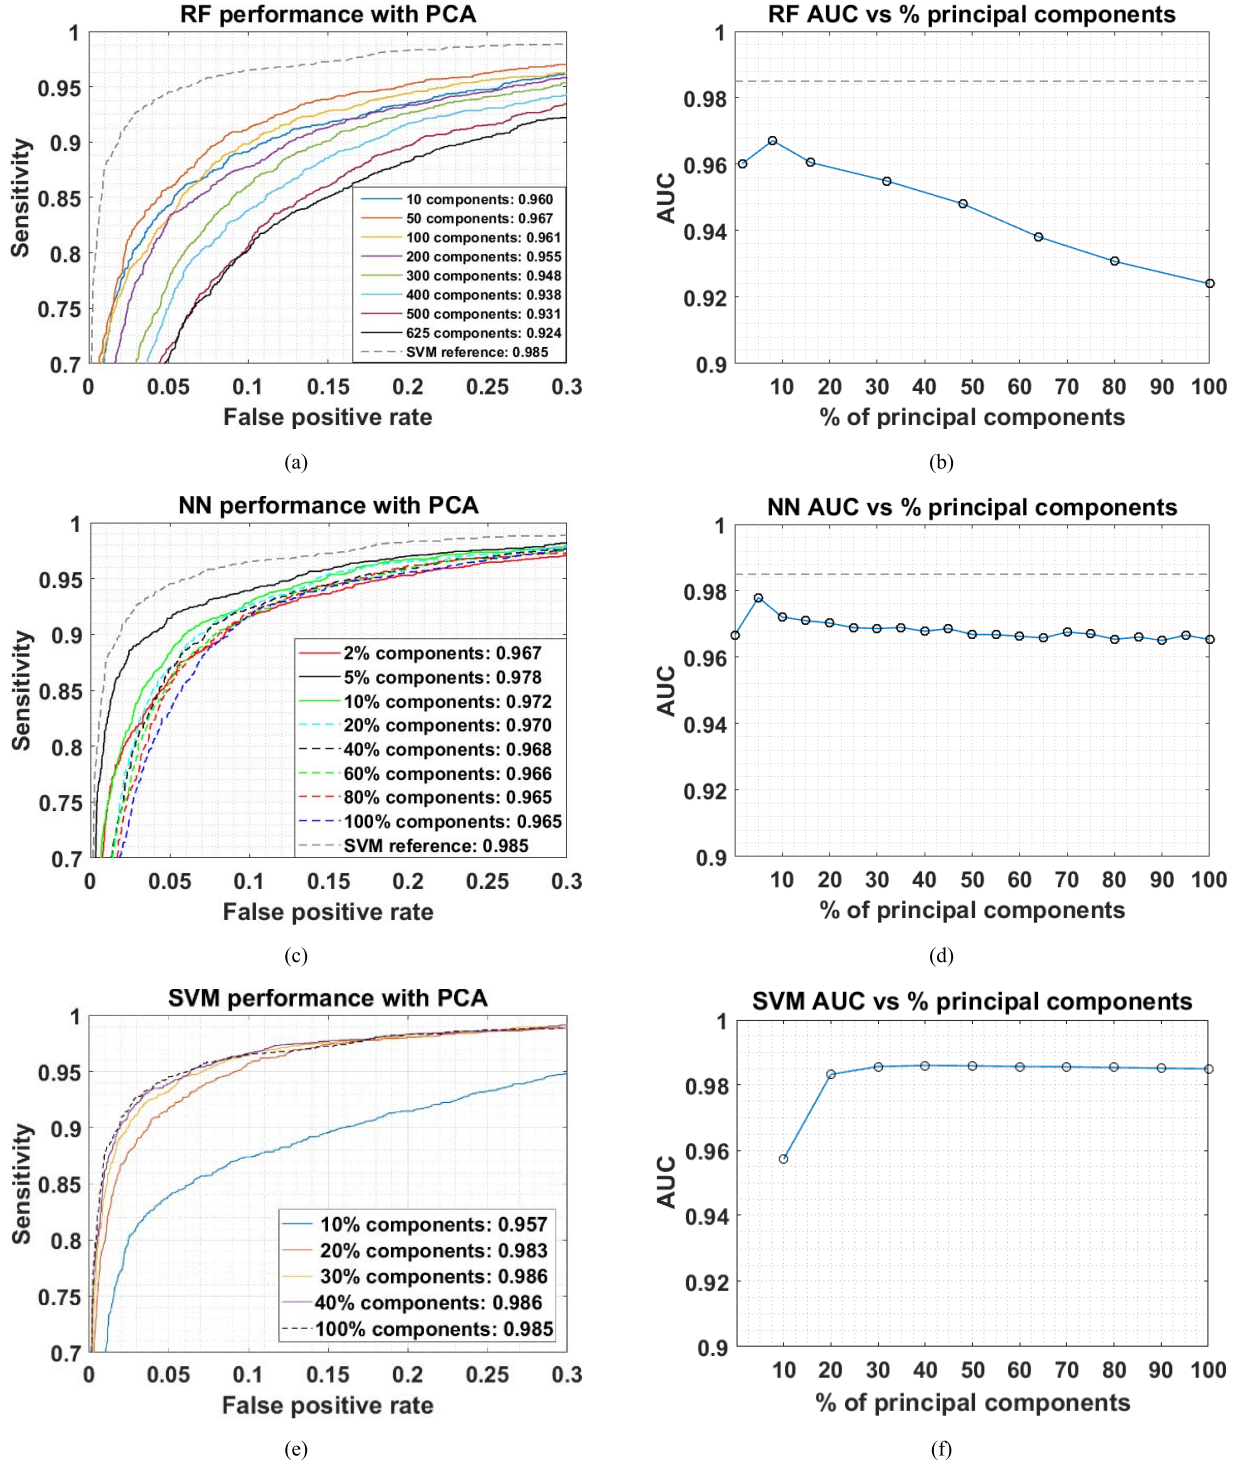 RF performance with PCA
1
0.95
0.9
0.85
0.8
0.75
0.7
Sensitivity
10 components: 0.960
50 components: 0.967
100 components: 0.961
200 components: 0.955
300 components: 0.948
400 components: 0.938
500 components: 0.931
625 components: 0.924
SVM reference: 0.985
0 0.05 0.1 0.15 0.2 0.25 0.3
False positive rate
(a)
RF AUC vs % principal components
1
0.98
0.96
0.94
0.92
0.9
AUC
10 20 30 40 50 60 70 80 90 100
% of principal components
(b)
NN performance with PCA
1
0.95
0.9
0.85
0.8
0.75
0.7
Sensitivity
2% components: 0.967
5% components: 0.978
10% components: 0.972
20% components: 0.970
40% components: 0.968
60% components: 0.966
80% components: 0.965
100% components: 0.965
SVM reference: 0.985
0 0.05 0.1 0.15 0.2 0.25 0.3
False positive rate
(c)
NN AUC vs % principal components
1
0.98
0.96
0.94
0.92
0.9
AUC
10 20 30 40 50 60 70 80 90 100
% of principal components
(d)
SVM performance with PCA
1
0.95
0.9
0.85
0.8
0.75
0.7
Sensitivity
10% components: 0.957
20% components: 0.983
30% components: 0.986
40% components: 0.986
100% components: 0.985
0 0.05 0.1 0.15 0.2 0.25 0.3
False positive rate
(e)
SVM AUC vs % principal components
1
0.98
0.96
0.94
0.92
0.9
AUC
10 20 30 40 50 60 70 80 90 100
% of principal components
(f)